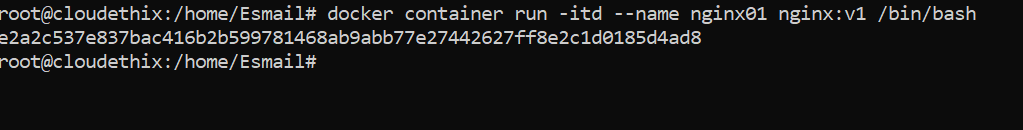 root@cloudethix:/home/Esmail# docker container run -itd --name nginx01 nginx:v1 /bin/bash
e2a2c537e837bac416b2b599781468ab9abb77e27442627ff8e2c1d0185d4ad8
root@cloudethix:/home/Esmail#